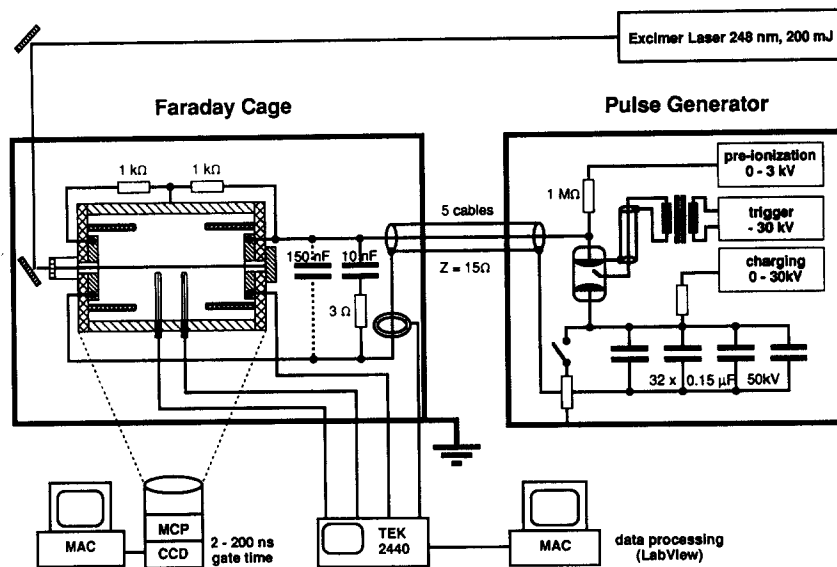 Excimer Laser 248 nm, 200 mJ
Faraday Cage
Pulse Generator
1 kΩ
1 kΩ
pre-ionization
0 - 3 kV
1 MΩ
5 cables
trigger
- 30 kV
150 nF
10 nF
Z = 15Ω
charging
0 - 30kV
3 Ω
32 x 0.15 µF 50kV
MAC
MCP
CCD
2 - 200 ns
gate time
TEK
2440
MAC
data processing
(LabView)